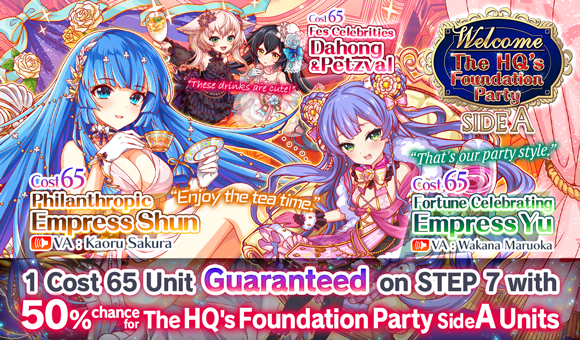 Cost 65
Fes Celebrities
Dahong
& Petzval
"These drinks are cute!"
Welcome
The HQ's
Foundation
Party
SIDE A
"That's our party style."
Cost 65
Philanthropic
Empress Shun
VA : Kaoru Sakura
"Enjoy the tea time."
Cost 65
Fortune Celebrating
Empress Yu
VA : Wakana Maruoka
1 Cost 65 Unit Guaranteed on STEP 7 with
50% chance for The HQ's Foundation Party Side A Units